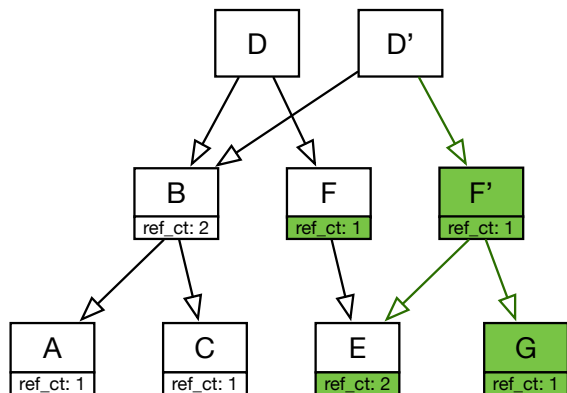 D
D’
B
ref_ct: 2
F
ref_ct: 1
F’
ref_ct: 1
A
ref_ct: 1
C
ref_ct: 1
E
ref_ct: 2
G
ref_ct: 1